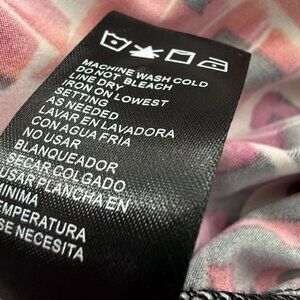 MACHINE WASH COLD
DO NOT BLEACH
LINE DRY
IRON ON LOWEST
SETTING
AS NEEDED
LAVAR EN LAVADORA
CON AGUA FRIA
NO USAR
BLANQUEADOR
SECAR COLGADO
USAR PLANCHA EN
MINIMA
TEMPERATURA
SE NECESITA